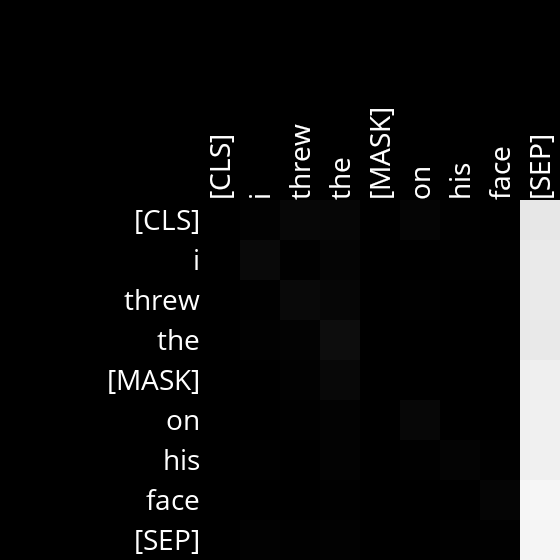 [CLS] i threw the [MASK] on his face [SEP]
[CLS]
i
threw
the
[MASK]
on
his
face
[SEP]